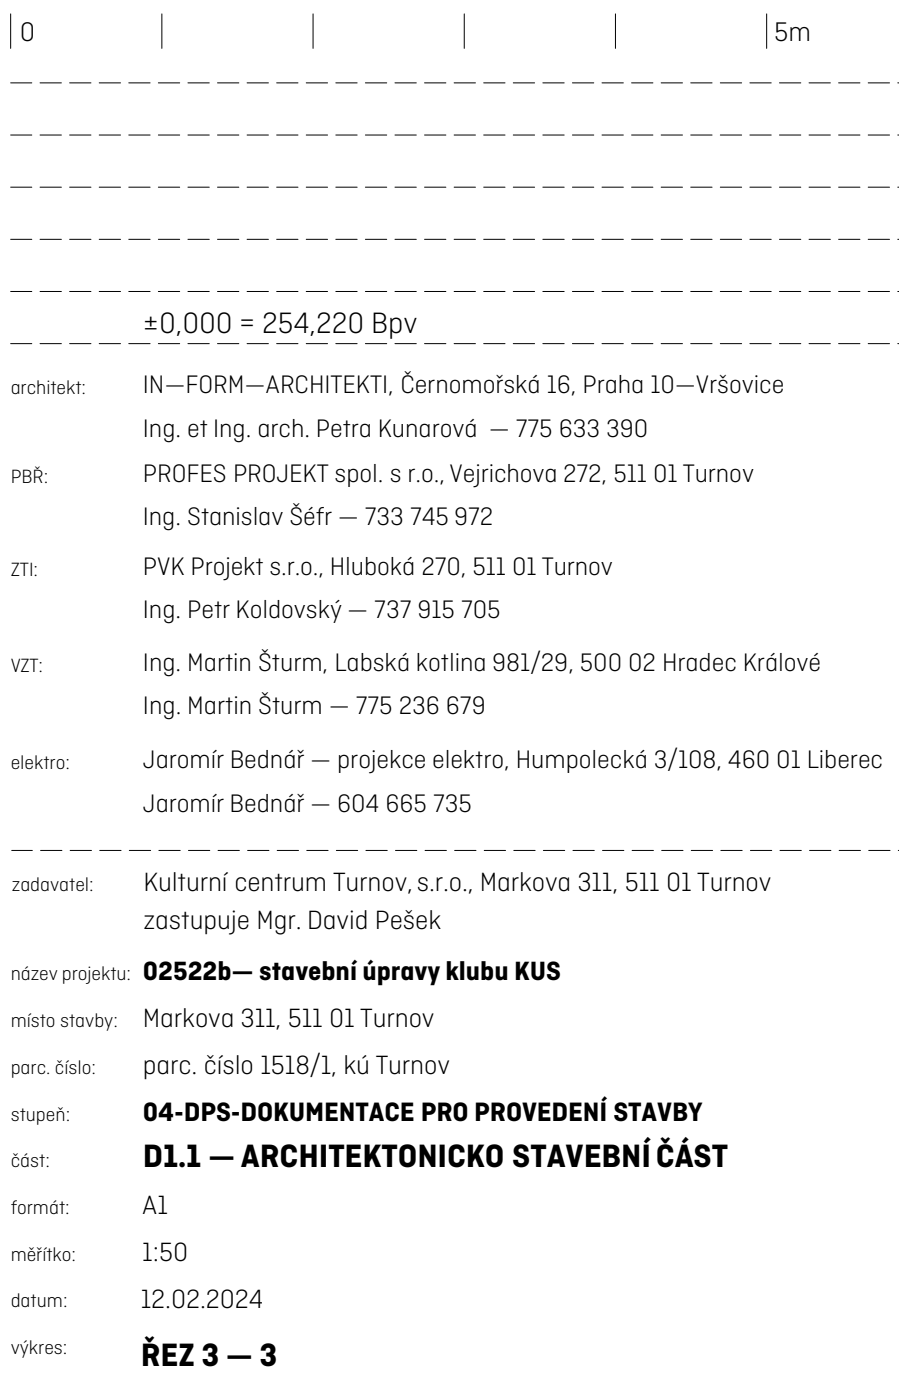 0 5m
±0,000 = 254,220 Bpv
architekt: IN—FORM—ARCHITEKTI, Černomořská 16, Praha 10—Vršovice
Ing. et Ing. arch. Petra Kunarová — 775 633 390
PBŘ: PROFES PROJEKT spol. s r.o., Vejrichova 272, 511 01 Turnov
Ing. Stanislav Šéfr — 733 745 972
ZTI: PVK Projekt s.r.o., Hluboká 270, 511 01 Turnov
Ing. Petr Koldovský — 737 915 705
VZT: Ing. Martin Šturm, Labská kotlina 981/29, 500 02 Hradec Králové
Ing. Martin Šturm — 775 236 679
elektro: Jaromír Bednář — projekce elektro, Humpolecká 3/108, 460 01 Liberec
Jaromír Bednář — 604 665 735
zadavatel: Kulturní centrum Turnov, s.r.o., Markova 311, 511 01 Turnov
zastupuje Mgr. David Pešek
název projektu: 02522b— stavební úpravy klubu KUS
místo stavby: Markova 311, 511 01 Turnov
parc. číslo: parc. číslo 1518/1, kú Turnov
stupeň: 04-DPS-DOKUMENTACE PRO PROVEDENÍ STAVBY
část: D1.1 — ARCHITEKTONICKO STAVEBNÍ ČÁST
formát: A1
měřítko: 1:50
datum: 12.02.2024
výkres: ŘEZ 3 — 3